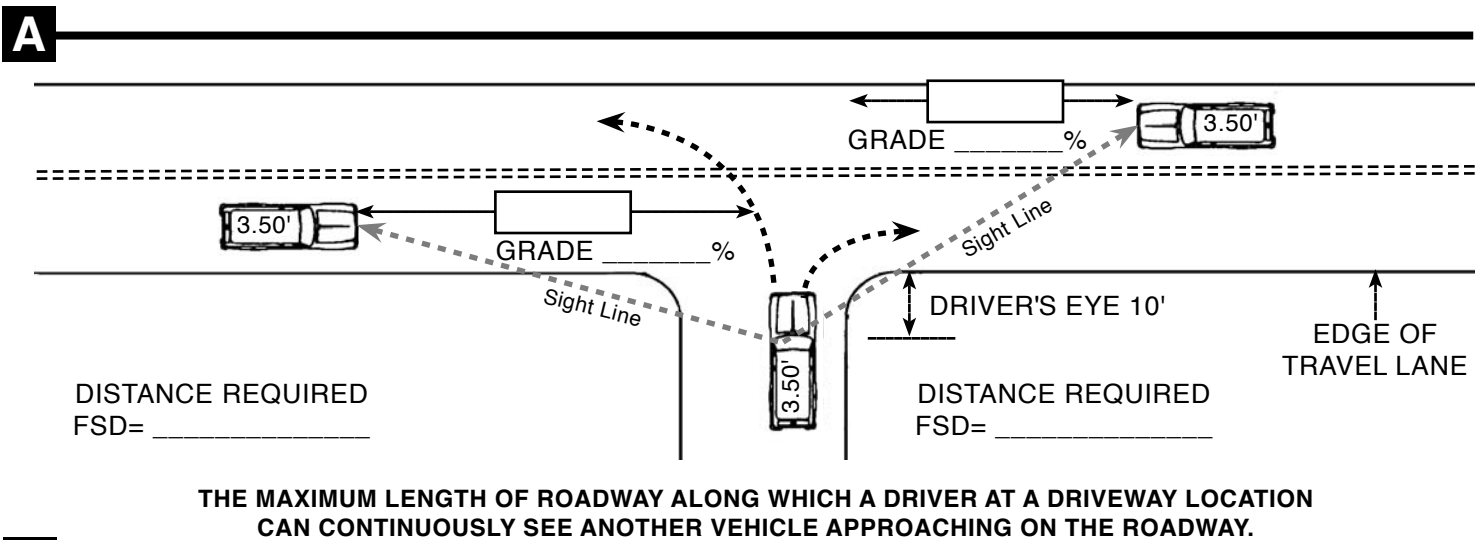 A
3.50'
GRADE _______%
3.50'
GRADE _______%
Sight Line
Sight Line
DRIVER'S EYE 10'
EDGE OF
TRAVEL LANE
3.50'
DISTANCE REQUIRED
FSD= ______________
DISTANCE REQUIRED
FSD= ______________
THE MAXIMUM LENGTH OF ROADWAY ALONG WHICH A DRIVER AT A DRIVEWAY LOCATION
CAN CONTINUOUSLY SEE ANOTHER VEHICLE APPROACHING ON THE ROADWAY.